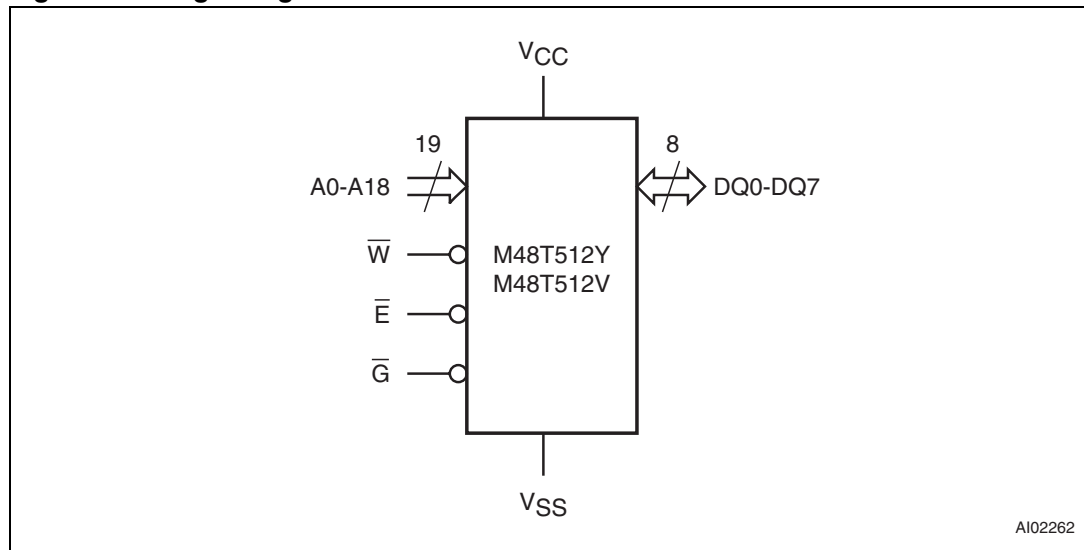 VCC
19
8
A0-A18
DQ0-DQ7
W̅
M48T512Y
M48T512V
E̅
G̅
VSS
AI02262